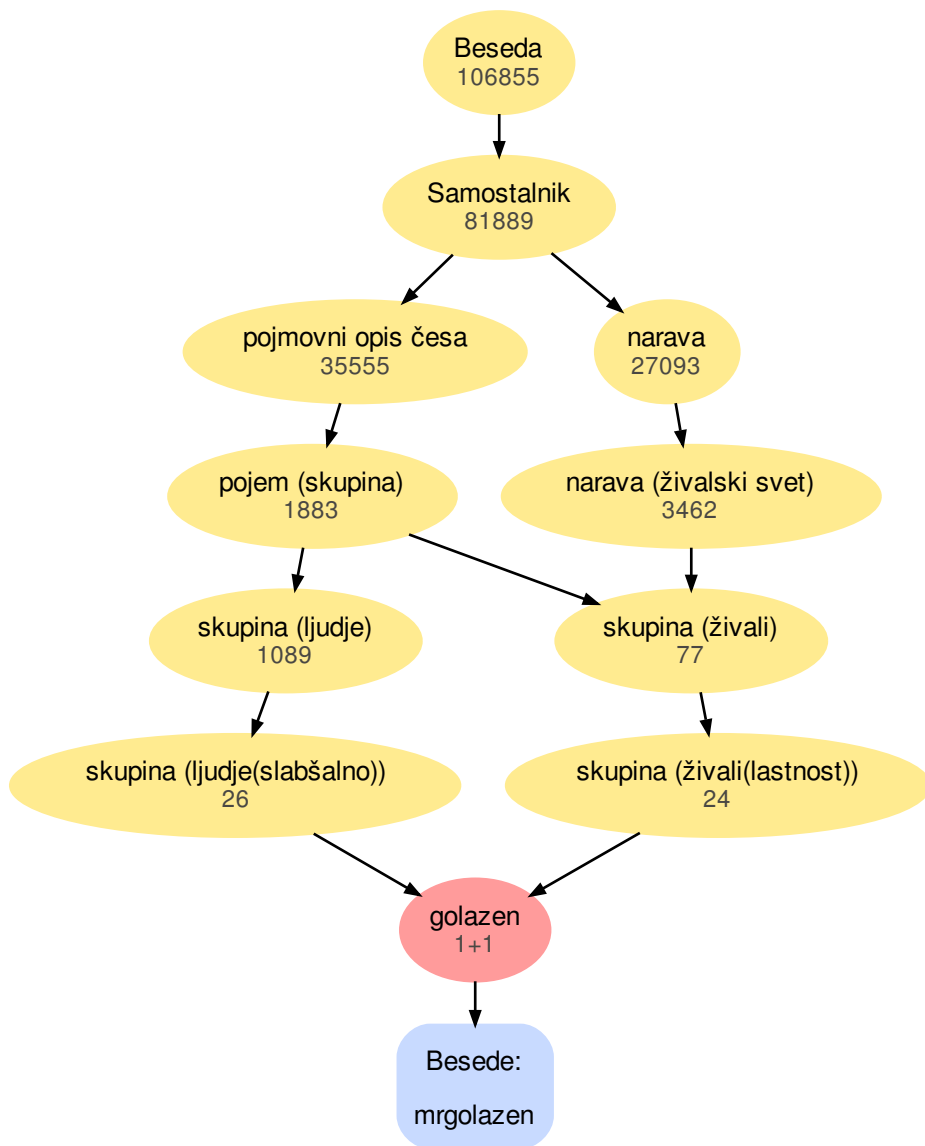 Beseda
106855
Samostalnik
81889
pojmovni opis česa
35555
narava
27093
pojem (skupina)
1883
narava (živalski svet)
3462
skupina (ljudje)
1089
skupina (živali)
77
skupina (ljudje(slabšalno))
26
skupina (živali(lastnost))
24
golazen
1+1
Besede:
mrgolazen